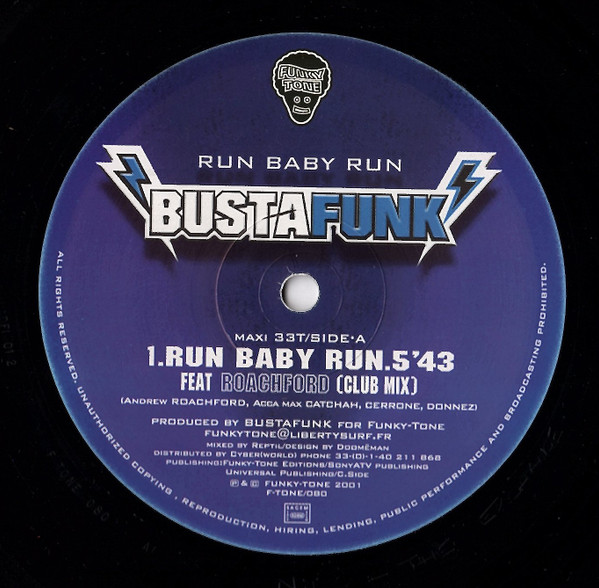 FUNKY
TONE
RUN BABY RUN
BUSTAFUNK
MAXI 33T/SIDE•A
1.RUN BABY RUN.5'43
FEAT ROACHFORD (CLUB MIX)
(ANDREW ROACHFORD, ACCA MAX CATCHAH, CERRONE, DONNEZ)
PRODUCED BY BUSTAFUNK FOR FUNKY-TONE
FUNKYTONE@LIBERTYSURF.FR
MIXED BY REPTIL/DESIGN BY DOOMËMAN
DISTRIBUTED BY CYBER(WORLD) PHONE 33-(0)-1-40 211 868
PUBLISHING:FUNKY-TONE EDITIONS/SONYATV PUBLISHING
UNIVERSAL PUBLISHING/C.SIDE
℗ & © FUNKY-TONE 2001
F-TONE/080
SACEM
ALL RIGHTS RESERVED. UNAUTHORIZED COPYING , REPRODUCTION, HIRING, LENDING, PUBLIC PERFORMANCE AND BROADCASTING PROHIBITED.